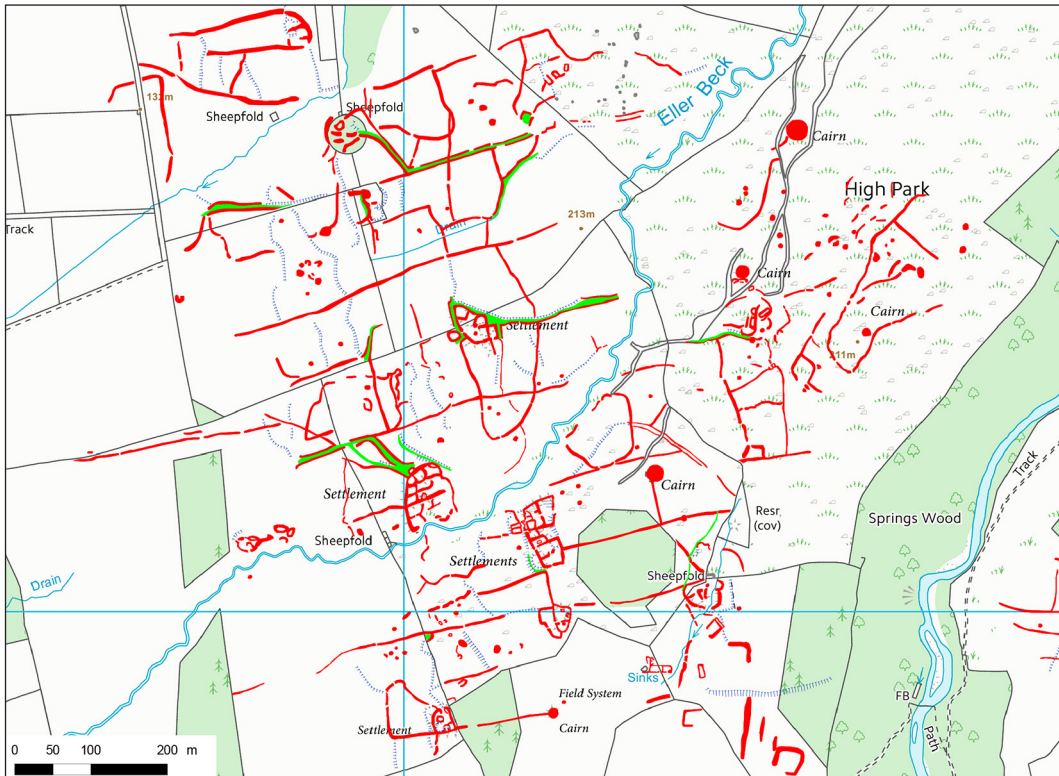 Eller Beck
132m
Sheepfold
Sheepfold
Cairn
High Park
213m
Track
Drain
Cairn
Cairn
Settlement
211m
Track
Cairn
Settlement
Resr
(cov)
Springs Wood
Sheepfold
Settlements
Sheepfold
Drain
Sinks
Field System
Cairn
Settlement
FB
Path
0 50 100 200 m